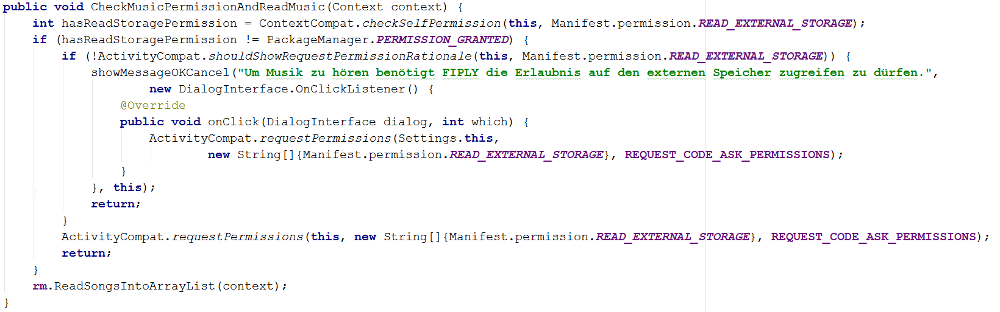 public void CheckMusicPermissionAndReadMusic(Context context) {
int hasReadStoragePermission = ContextCompat.checkSelfPermission(this, Manifest.permission.READ_EXTERNAL_STORAGE);
if (hasReadStoragePermission != PackageManager.PERMISSION_GRANTED) {
if (!ActivityCompat.shouldShowRequestPermissionRationale(this, Manifest.permission.READ_EXTERNAL_STORAGE)) {
showMessageOKCancel("Um Musik zu hören benötigt FIPLY die Erlaubnis auf den externen Speicher zugreifen zu dürfen.",
new DialogInterface.OnClickListener() {
@Override
public void onClick(DialogInterface dialog, int which) {
ActivityCompat.requestPermissions(Settings.this,
new String[]{Manifest.permission.READ_EXTERNAL_STORAGE}, REQUEST_CODE_ASK_PERMISSIONS);
}
}, this);
return;
}
ActivityCompat.requestPermissions(this, new String[]{Manifest.permission.READ_EXTERNAL_STORAGE}, REQUEST_CODE_ASK_PERMISSIONS);
return;
}
rm.ReadSongsIntoArrayList(context);
}